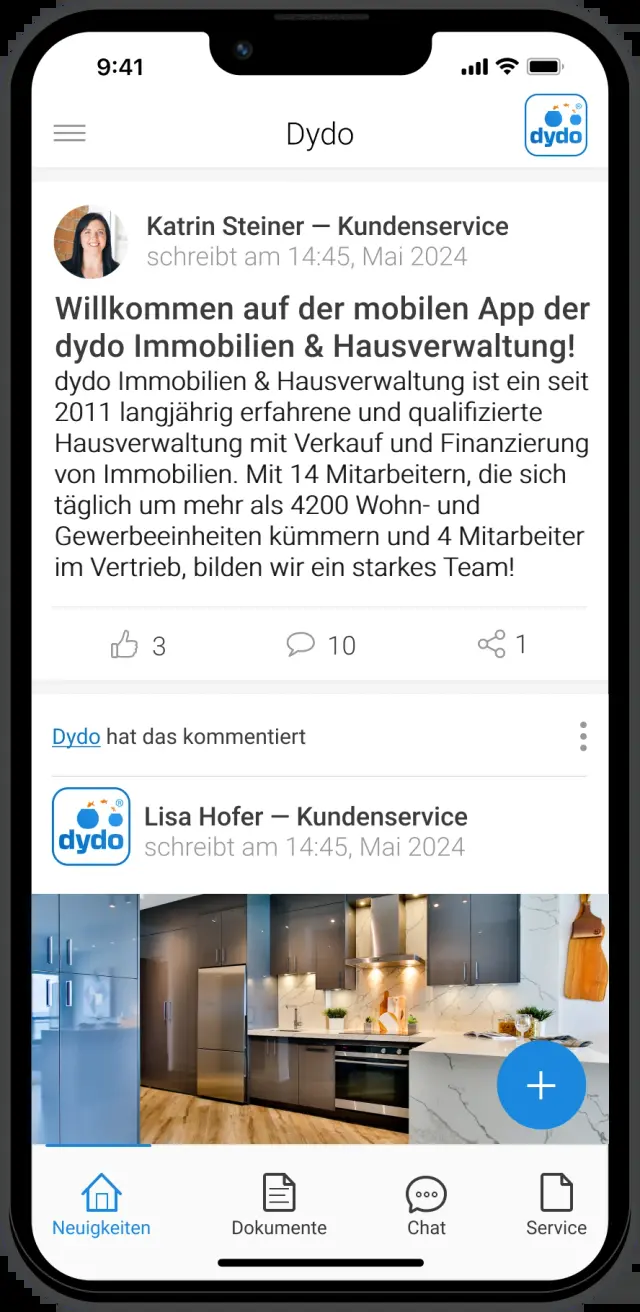 9:41
Dydo
dydo
Katrin Steiner — Kundenservice
schreibt am 14:45, Mai 2024
Willkommen auf der mobilen App der
dydo Immobilien & Hausverwaltung!
dydo Immobilien & Hausverwaltung ist ein seit
2011 langjährig erfahrene und qualifizierte
Hausverwaltung mit Verkauf und Finanzierung
von Immobilien. Mit 14 Mitarbeitern, die sich
täglich um mehr als 4200 Wohn- und
Gewerbeeinheiten kümmern und 4 Mitarbeiter
im Vertrieb, bilden wir ein starkes Team!
3 10 1
Dydo hat das kommentiert
dydo ®
Lisa Hofer — Kundenservice
schreibt am 14:45, Mai 2024
Neuigkeiten Dokumente Chat Service